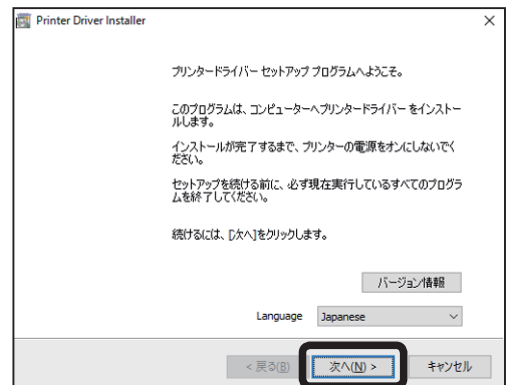 Printer Driver Installer
プリンタードライバー セットアップ プログラムへようこそ。
このプログラムは、コンピューターへプリンタードライバー をインストー
ルします。
インストールが完了するまで、プリンターの電源をオンにしないでく
ださい。
セットアップを続ける前に、必ず現在実行しているすべてのプログラ
ムを終了してください。
続けるには、[次へ]をクリックします。
バージョン情報
Language Japanese
< 戻る(B) 次へ(N) > キャンセル